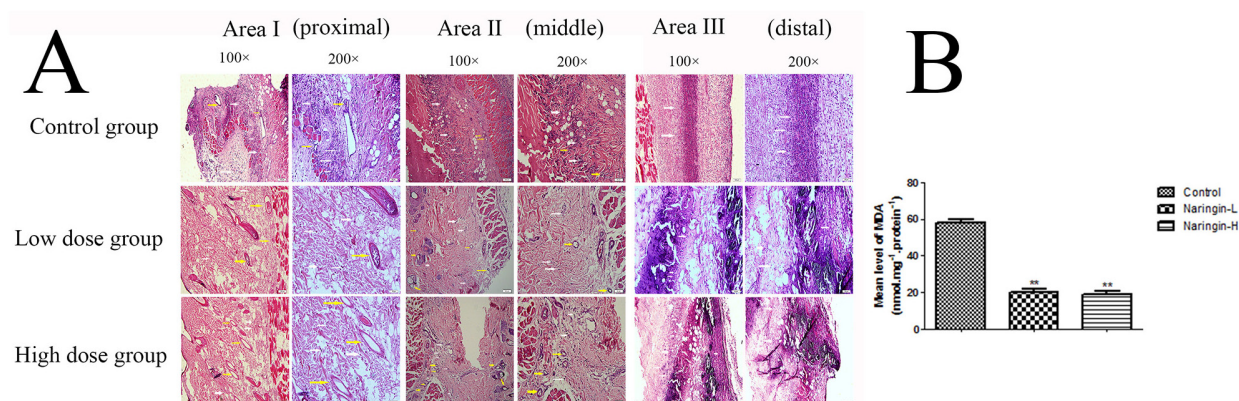 A
Area I (proximal) Area II (middle) Area III (distal)
100× 200× 100× 200× 100× 200×
Control group
Low dose group
High dose group
B
Mean level of MDA
(nmol.mg⁻¹.protein⁻¹)
80
60
40
20
0
** **
Control
Naringin-L
Naringin-H